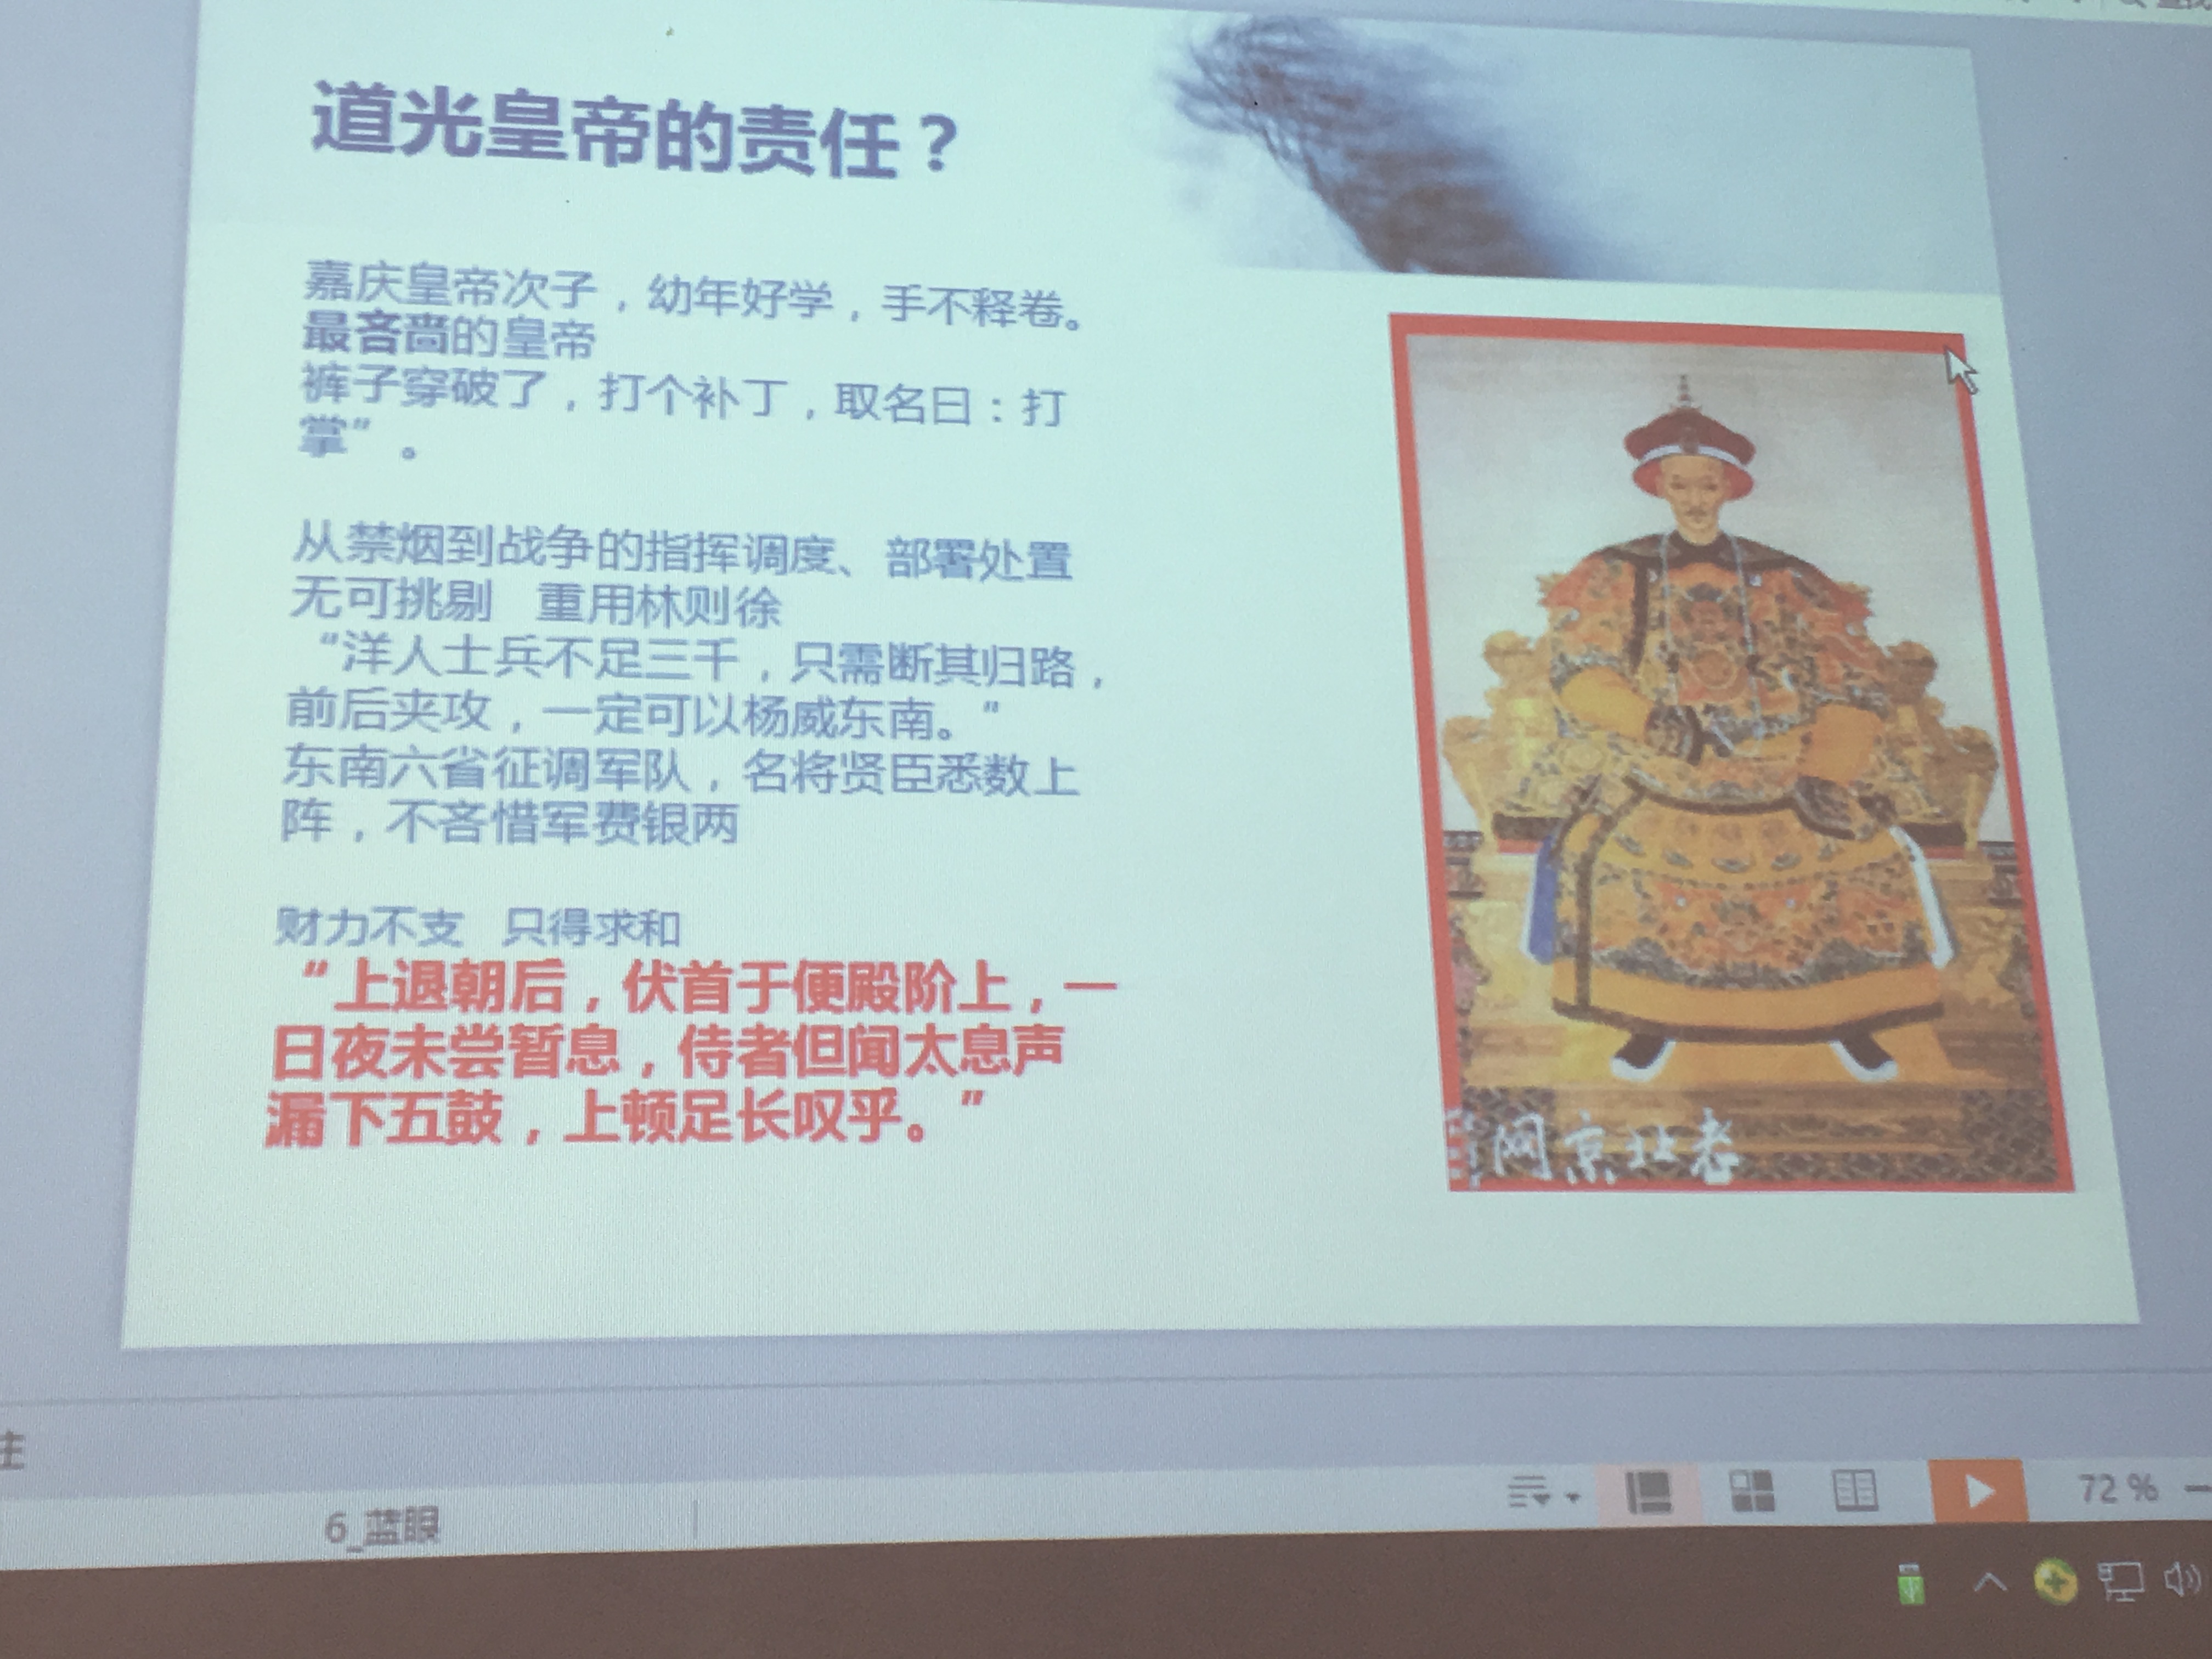 道光皇帝的责任？
嘉庆皇帝次子，幼年好学，手不释卷。
最吝啬的皇帝
裤子穿破了，打个补丁，取名曰：打
掌”。
从禁烟到战争的指挥调度、部署处置
无可挑剔 重用林则徐
“洋人士兵不足三千，只需断其归路，
前后夹攻，一定可以杨威东南。”
东南六省征调军队，名将贤臣悉数上
阵，不吝惜军费银两
财力不支 只得求和
“上退朝后，伏首于便殿阶上，一
日夜未尝暂息，侍者但闻太息声
漏下五鼓，上顿足长叹乎。”
网京北老
注
6_蓝眼
72 %